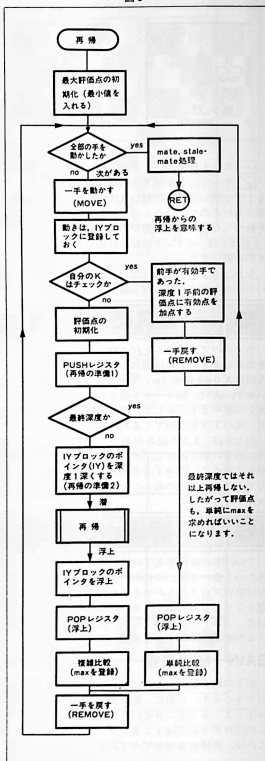 再帰
最大評価点の初
期化(最小値を
入れる)
全部の手を
動かしたか
yes
mate, stale-
mate処理
no 次がある
RET
再帰からの
浮上を意味する
一手を動かす
(MOVE)
動きは、IYブロ
ックに登録して
おく
自分のK
はチェックか
yes
前手が有効手で
あった.
深度1手前の評
価点に有効点を
加点する
no
一手戻す
(REMOVE)
評価点の
初期化
PUSHレジスタ
(再帰の準備1)
最終深度か
yes
no
IYブロックのポ
インタ(IY)を深
度1深くする
(再帰の準備2)
潜
再帰
浮上
最終深度ではそれ
以上再帰しない.
したがって評価点
も, 単純にmaxを
求めればいいこと
になります.
IYブロックのポ
インタを浮上
POPレジスタ
(浮上)
POPレジスタ
(浮上)
複雑比較
(maxを登録)
単純比較
(maxを登録)
一手を戻す
(REMOVE)